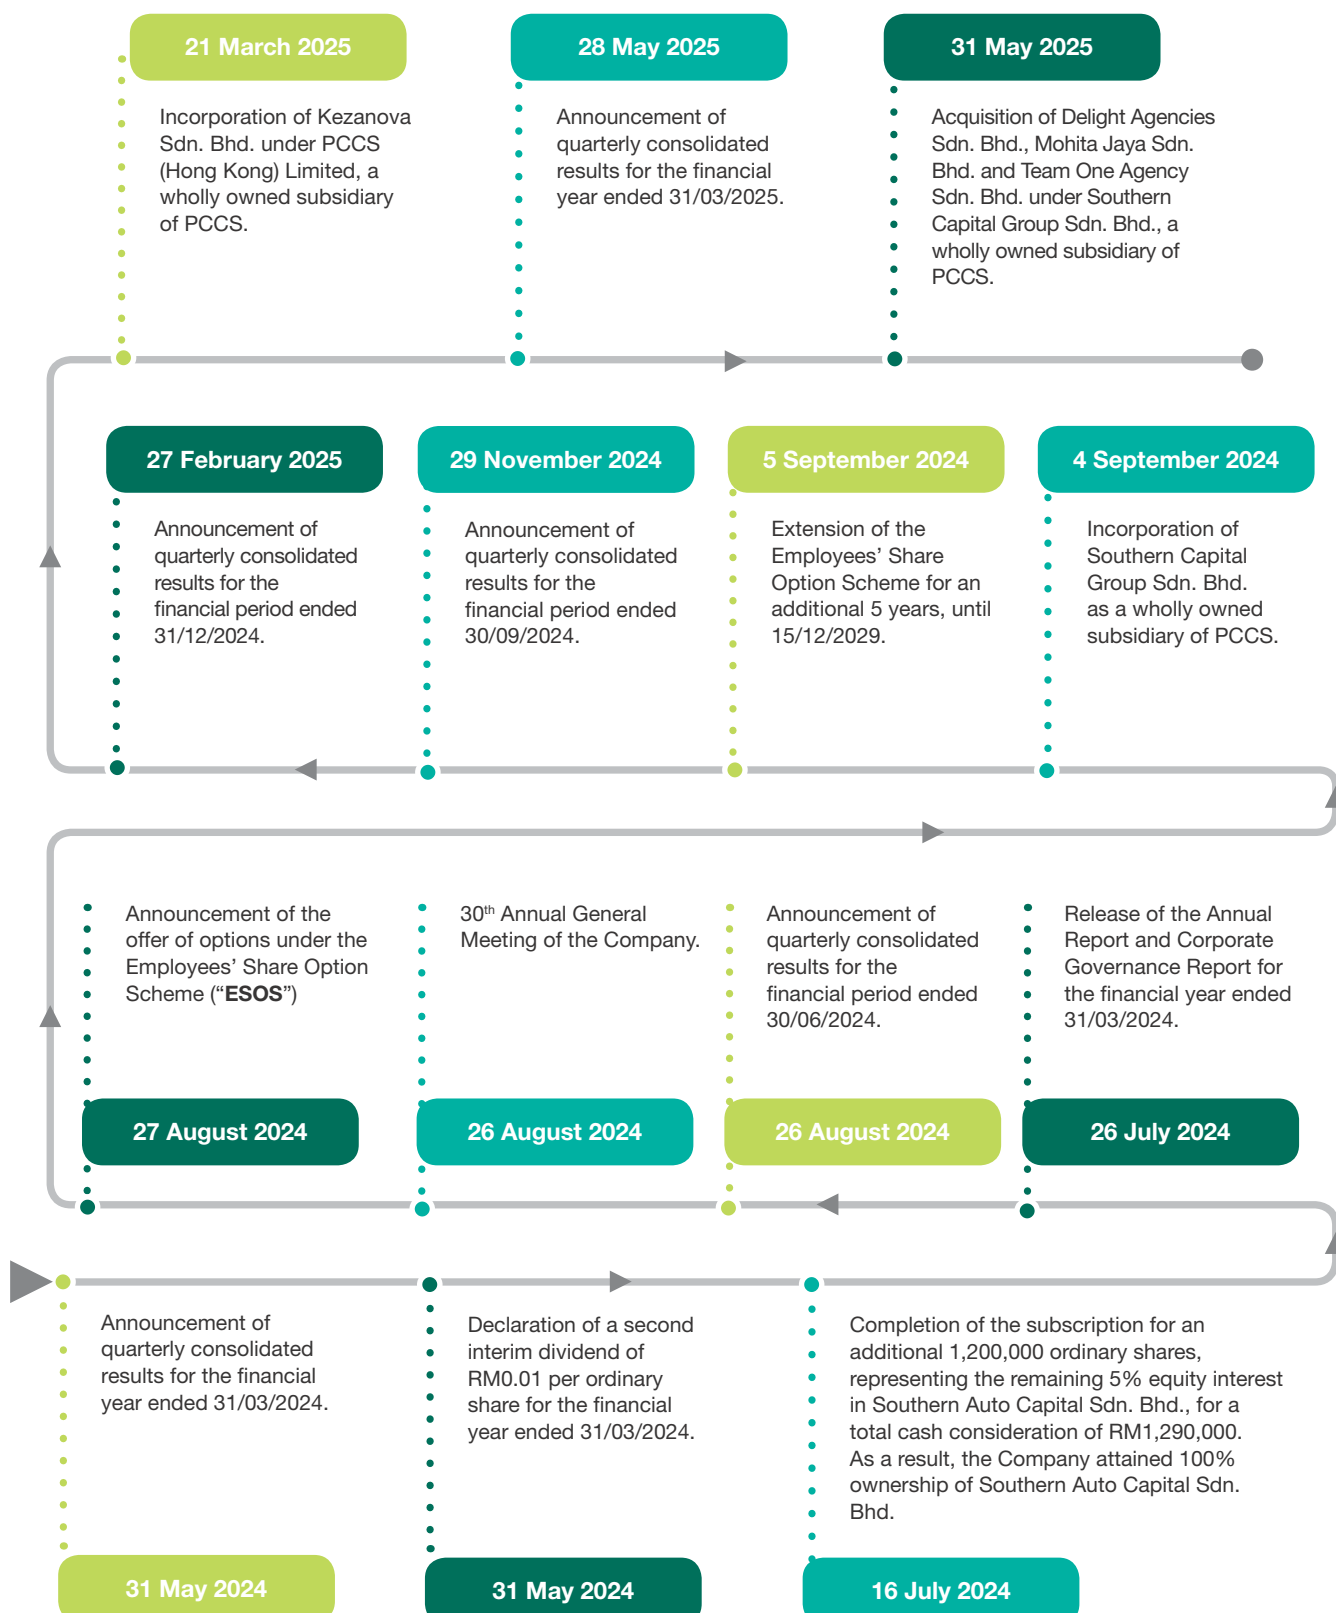 21 March 2025
Incorporation of Kezanova
Sdn. Bhd. under PCCS
(Hong Kong) Limited, a
wholly owned subsidiary
of PCCS.
28 May 2025
Announcement of
quarterly consolidated
results for the financial
year ended 31/03/2025.
31 May 2025
Acquisition of Delight Agencies
Sdn. Bhd., Mohita Jaya Sdn.
Bhd. and Team One Agency
Sdn. Bhd. under Southern
Capital Group Sdn. Bhd., a
wholly owned subsidiary of
PCCS.
27 February 2025
Announcement of
quarterly consolidated
results for the
financial period ended
31/12/2024.
29 November 2024
Announcement of
quarterly consolidated
results for the
financial period ended
30/09/2024.
5 September 2024
Extension of the
Employees’ Share
Option Scheme for an
additional 5 years, until
15/12/2029.
4 September 2024
Incorporation of
Southern Capital
Group Sdn. Bhd.
as a wholly owned
subsidiary of PCCS.
Announcement of the
offer of options under the
Employees’ Share Option
Scheme (“ESOS”)
27 August 2024
30th Annual General
Meeting of the Company.
26 August 2024
Announcement of
quarterly consolidated
results for the
financial period ended
30/06/2024.
26 August 2024
Release of the Annual
Report and Corporate
Governance Report for
the financial year ended
31/03/2024.
26 July 2024
Announcement of
quarterly consolidated
results for the financial
year ended 31/03/2024.
31 May 2024
Declaration of a second
interim dividend of
RM0.01 per ordinary
share for the financial
year ended 31/03/2024.
31 May 2024
Completion of the subscription for an
additional 1,200,000 ordinary shares,
representing the remaining 5% equity interest
in Southern Auto Capital Sdn. Bhd., for a
total cash consideration of RM1,290,000.
As a result, the Company attained 100%
ownership of Southern Auto Capital Sdn.
Bhd.
16 July 2024